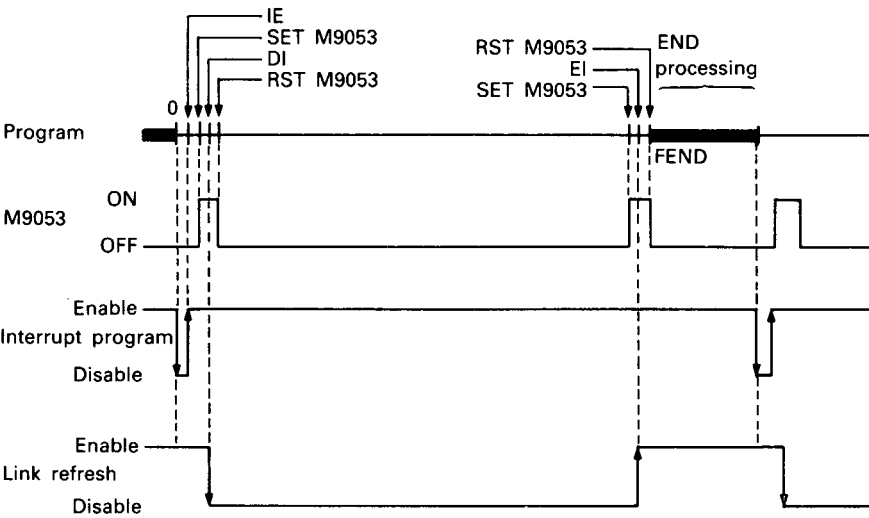 IE
SET M9053
DI
RST M9053
RST M9053
END
processing
EI
SET M9053
0
Program
FEND
ON
M9053
OFF
Enable
Interrupt program
Disable
Enable
Link refresh
Disable